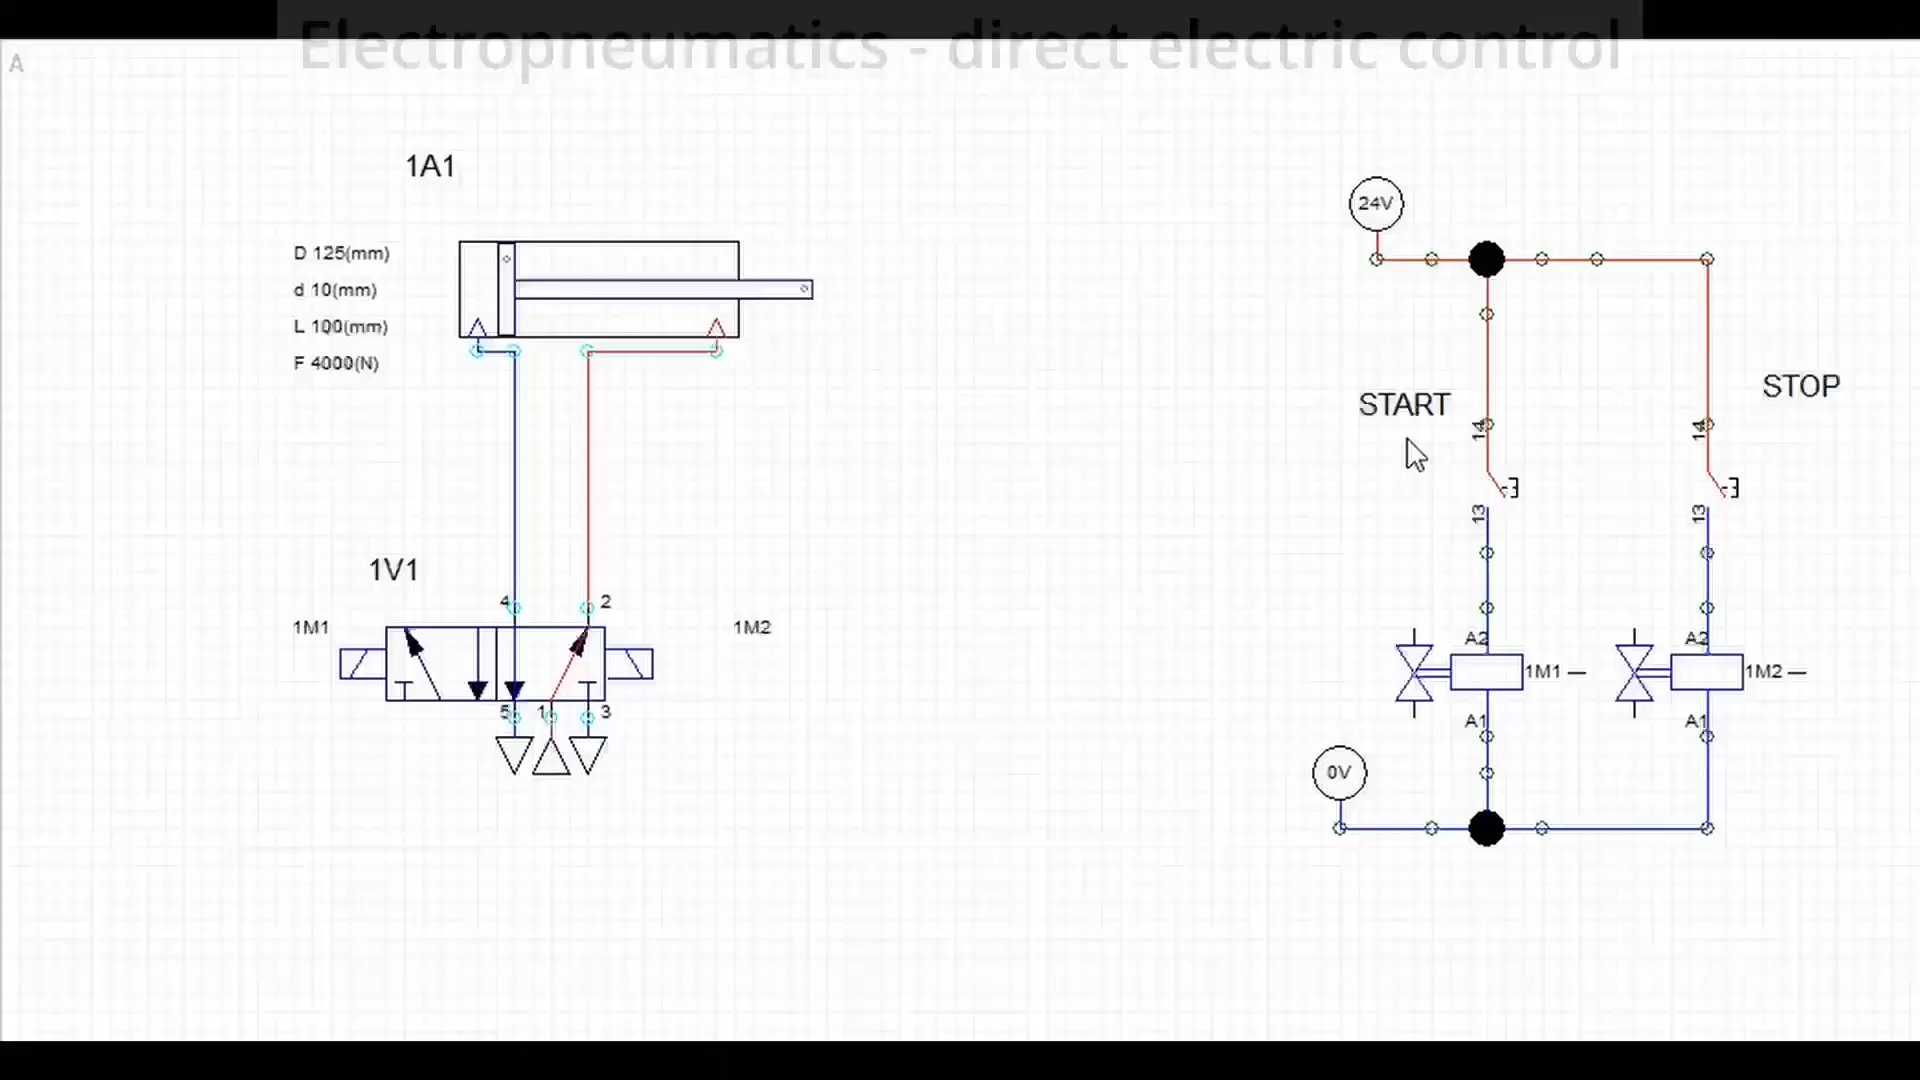 Electropneumatics - direct electric control
A
1A1
D 125(mm)
d 10(mm)
L 100(mm)
F 4000(N)
1V1
1M1
4
2
1M2
5
1
3
24V
START
STOP
14
14
13
13
A2
A2
1M1
1M2
A1
A1
0V